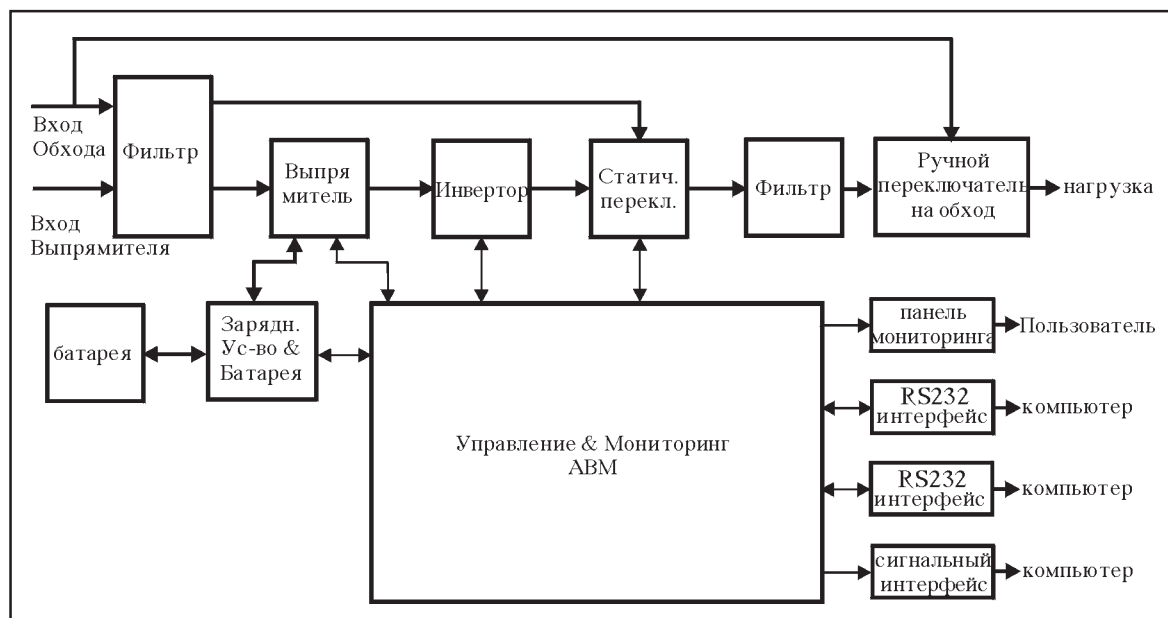 Вход
Обхода
Вход
Выпрямителя
Фильтр
Выпря
митель
Инвертор
Статич.
перекл.
Фильтр
Ручной
переключатель
на обход
нагрузка
батарея
Зарядн.
Ус-во &
Батарея
Управление & Мониторинг
ABM
панель
мониторинга
Пользователь
RS232
интерфейс
компьютер
RS232
интерфейс
компьютер
сигнальный
интерфейс
компьютер